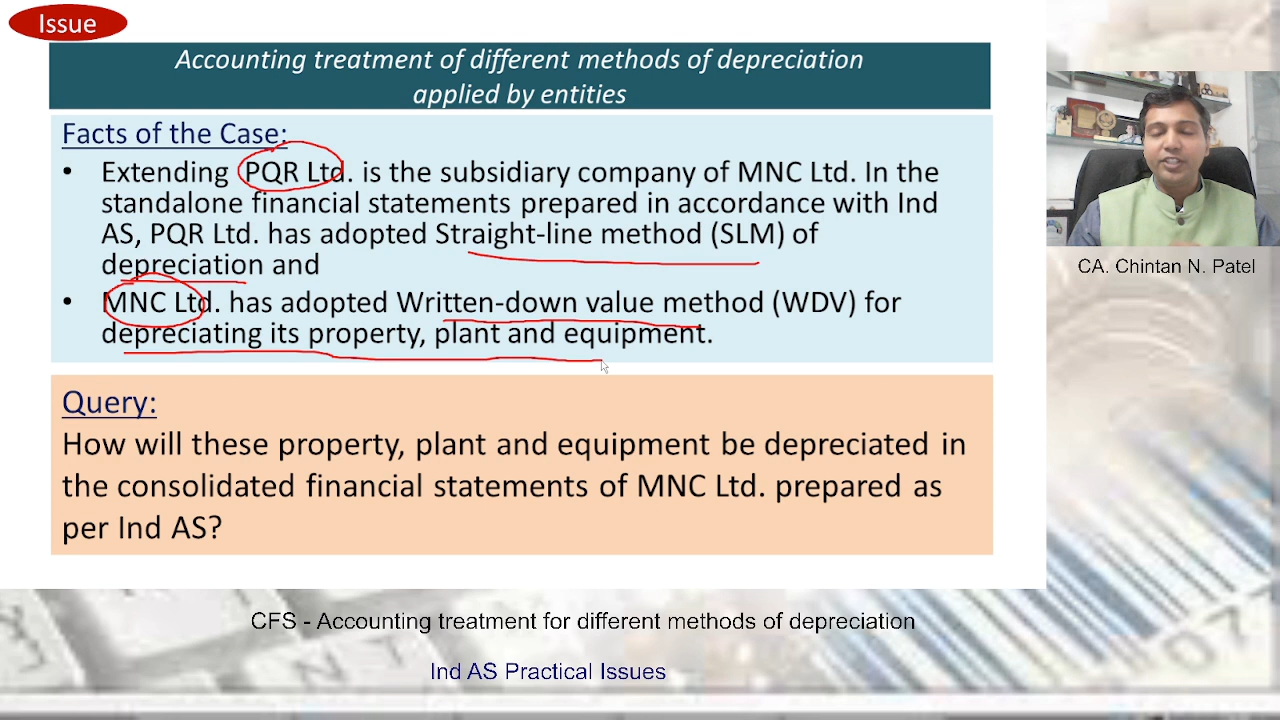 Issue
Accounting treatment of different methods of depreciation
applied by entities
Facts of the Case:
• Extending PQR Ltd. is the subsidiary company of MNC Ltd. In the
standalone financial statements prepared in accordance with Ind
AS, PQR Ltd. has adopted Straight-line method (SLM) of
depreciation and
• MNC Ltd. has adopted Written-down value method (WDV) for
depreciating its property, plant and equipment.
Query:
How will these property, plant and equipment be depreciated in
the consolidated financial statements of MNC Ltd. prepared as
per Ind AS?
CA. Chintan N. Patel
CFS - Accounting treatment for different methods of depreciation
Ind AS Practical Issues